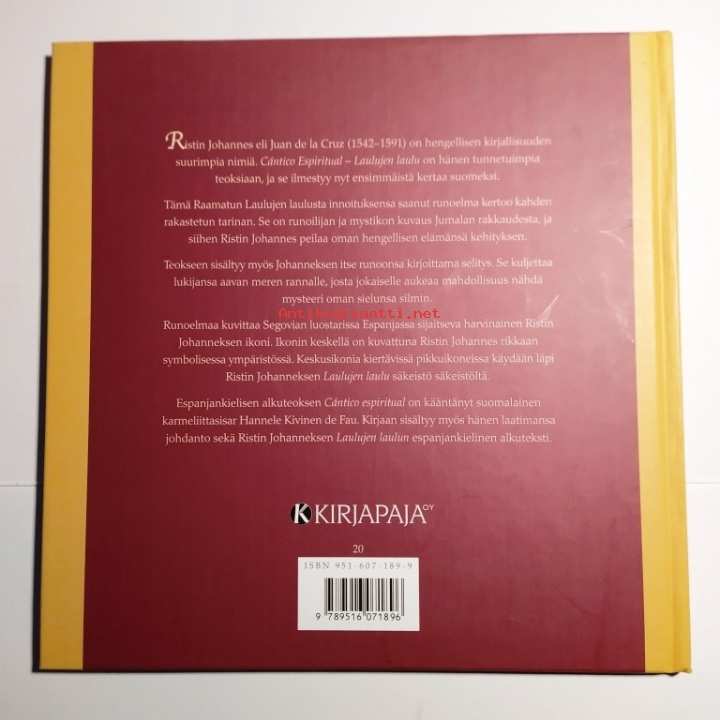 Ristin Johannes eli Juan de la Cruz (1542–1591) on hengellisen kirjallisuuden
suurimpia nimiä. Cántico Espiritual – Laulujen laulu on hänen tunnetuimpia
teoksiaan, ja se ilmestyy nyt ensimmäistä kertaa suomeksi.
Tämä Raamatun Laulujen laulusta innoituksensa saanut runoelma kertoo kahden
rakastetun tarinan. Se on runoilijan ja mystikon kuvaus Jumalan rakkaudesta, ja
siihen Ristin Johannes peilaa oman hengellisen elämänsä kehityksen.
Teokseen sisältyy myös Johanneksen itse runoonsa kirjoittama selitys. Se kuljettaa
lukijansa aavan meren rannalle, josta jokaiselle aukeaa mahdollisuus nähdä
mysteeri oman sielunsa silmin.
Antikvariaatti.net
Runoelmaa kuvittaa Segovian luostarissa Espanjassa sijaitseva harvinainen Ristin
Johanneksen ikoni. Ikonin keskellä on kuvattuna Ristin Johannes rikkaan
symbolisessa ympäristössä. Keskusikonia kiertävissä pikkuikoneissa käydään läpi
Ristin Johanneksen Laulujen laulu säkeistö säkeistöltä.
Espanjankielisen alkuteoksen Cántico espiritual on kääntänyt suomalainen
karmeliittasisar Hannele Kivinen de Fau. Kirjaan sisältyy myös hänen laatimansa
johdanto sekä Ristin Johanneksen Laulujen laulun espanjankielinen alkuteksti.
K KIRJAPAJA OY
20
ISBN 951-607-189-9
9 789516 071896